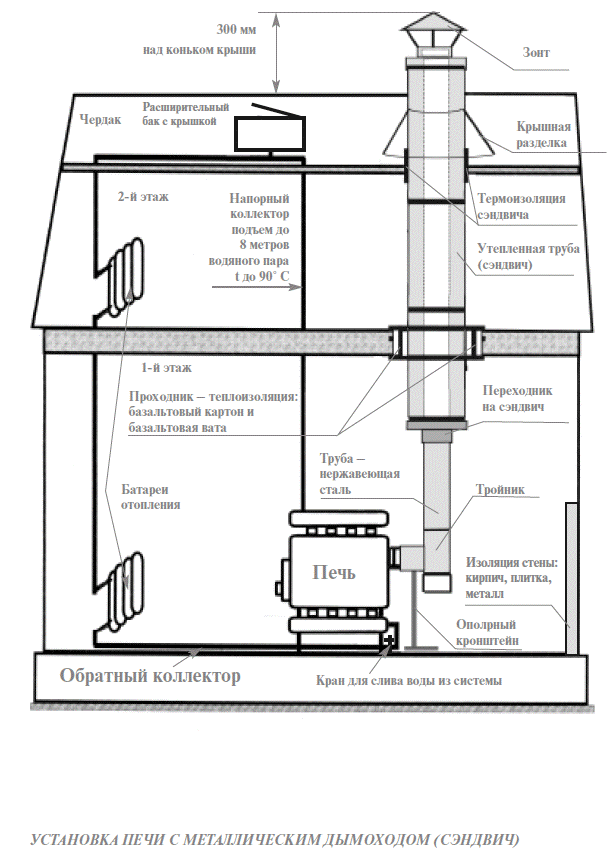 300 мм
над коньком крыши
Зонт
Чердак
Расширительный
бак с крышкой
Крышная
разделка
2-й этаж
Напорный
коллектор
подъем до
8 метров
водяного пара
t до 90° С
Термоизоляция
сэндвича
Утепленная труба
(сэндвич)
1-й этаж
Проходник – теплоизоляция:
базальтовый картон и
базальтовая вата
Переходник
на сэндвич
Труба –
нержавеющая
сталь
Тройник
Батареи
отопления
Печь
Изоляция стены:
кирпич, плитка,
металл
Ополрный
кронштейн
Обратный коллектор
Кран для слива воды из системы
УСТАНОВКА ПЕЧИ С МЕТАЛЛИЧЕСКИМ ДЫМОХОДОМ (СЭНДВИЧ)